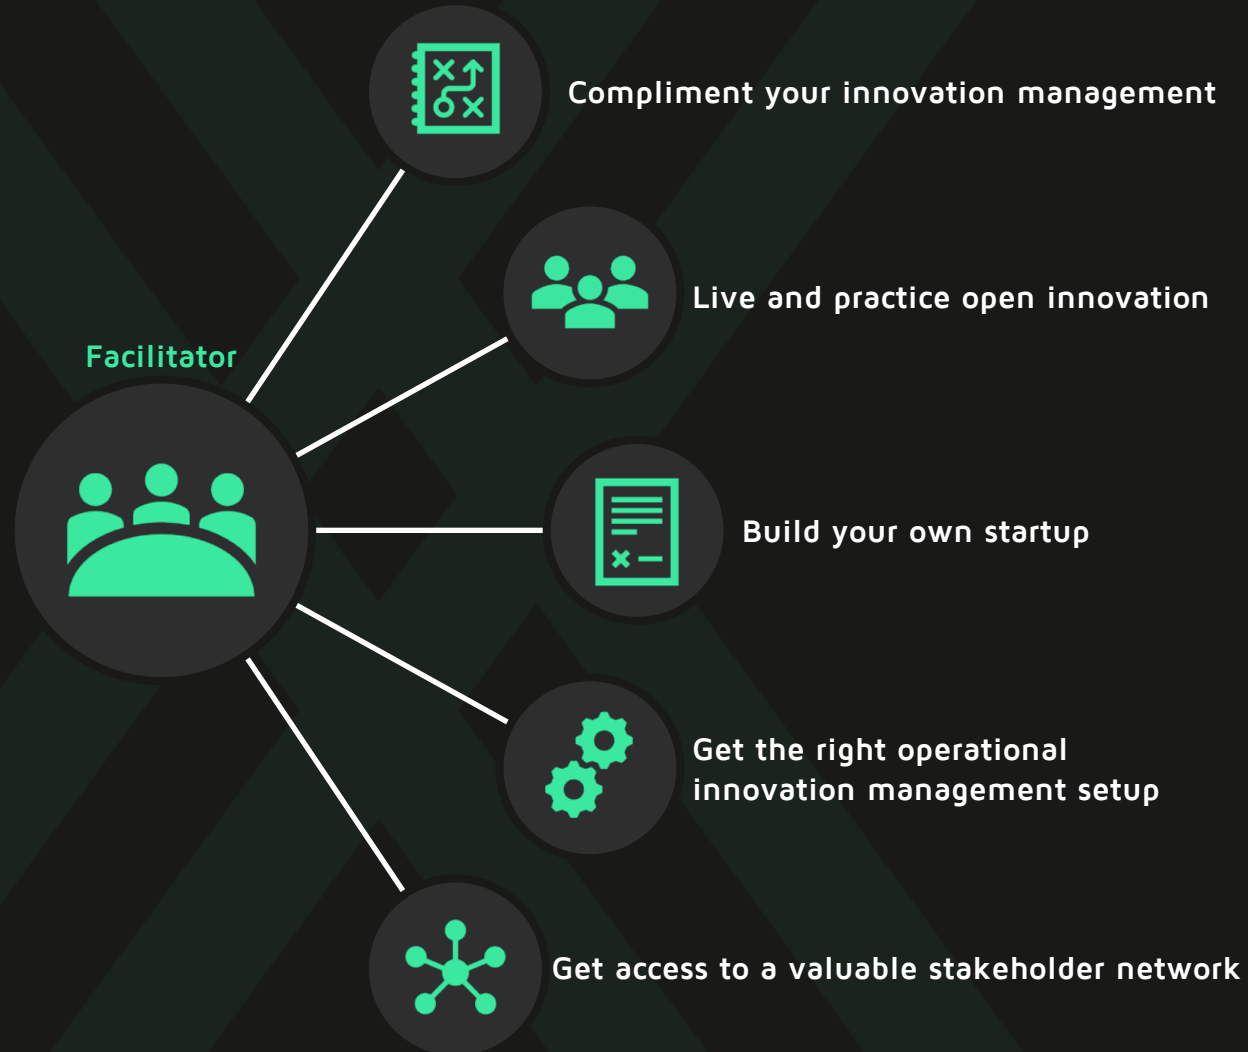 Compliment your innovation management
Live and practice open innovation
Facilitator
Build your own startup
Get the right operational
innovation management setup
Get access to a valuable stakeholder network